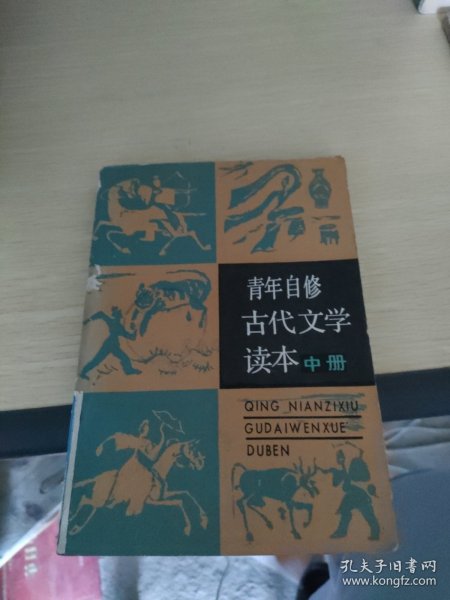 青年自修
古代文学
读本 中册
QING NIANZIXIU
GUDAIWENXUE
DUBEN
孔夫子旧书网
www.kongfz.com